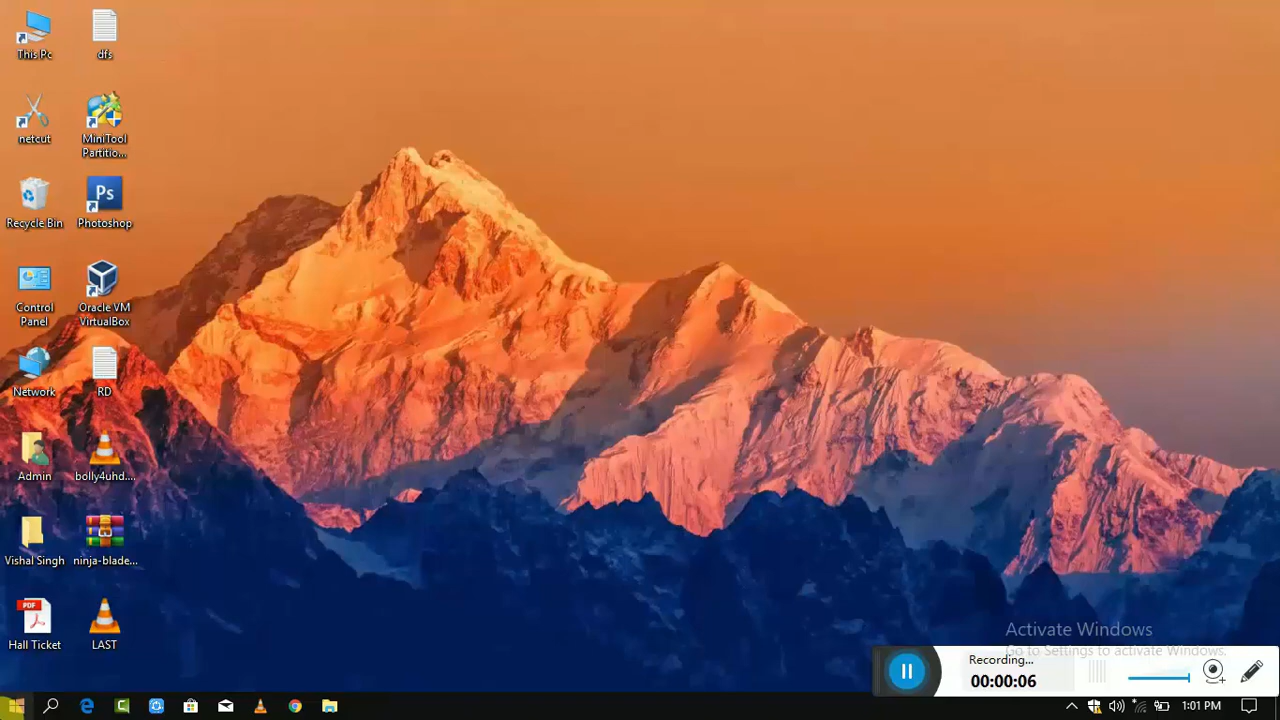 This Pc
dfs
netcut
MiniTool
Partitio...
Recycle Bin
Ps
Photoshop
Control
Panel
Oracle VM
VirtualBox
Network
RD
Admin
bolly4uhd....
Vishal Singh
ninja-blade...
PDF
Hall Ticket
LAST
Activate Windows
Go to Settings to activate Windows.
Recording...
00:00:06
1:01 PM